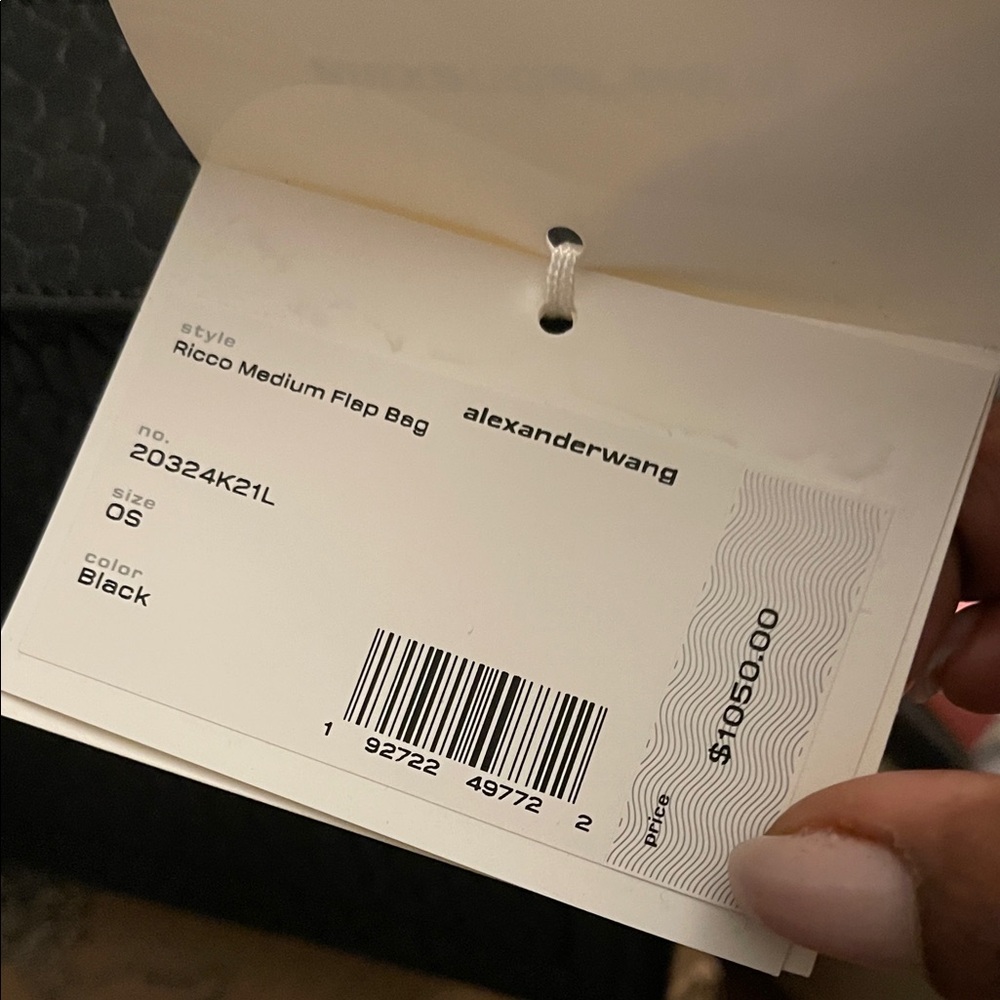 style
Ricco Medium Flap Bag
alexanderwang
no.
20324K21L
size
OS
color
Black
1 92722 49772 2
price $1050.00